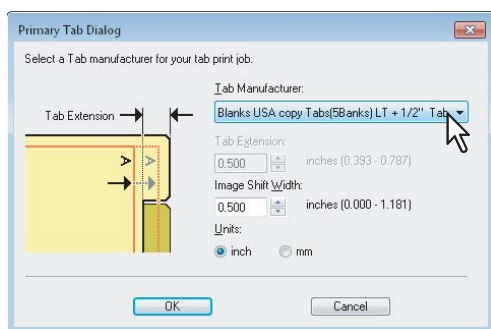 Primary Tab Dialog
Select a Tab manufacturer for your tab print job.
Tab Manufacturer:
Blanks USA copy Tabs(5Banks) LT + 1/2" Tab
Tab Extension
Tab Extension:
0.500 inches (0.393 - 0.787)
Image Shift Width:
0.500 inches (0.000 - 1.181)
Units:
inch mm
A A
OK Cancel